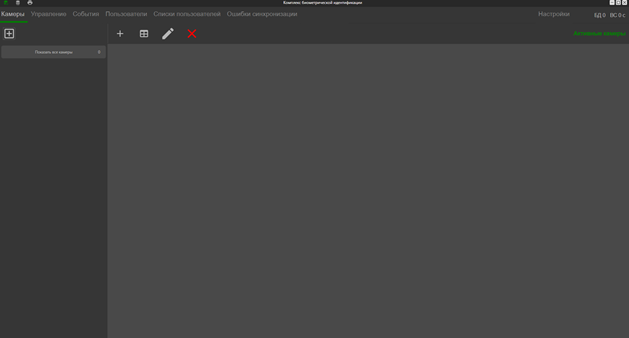 Комплекс биометрической идентификации
Камеры Управление События Пользователи Списки пользователей Ошибки синхронизации Настройки БД 0 ВС 0 с
Активные камеры
Показать все камеры 0